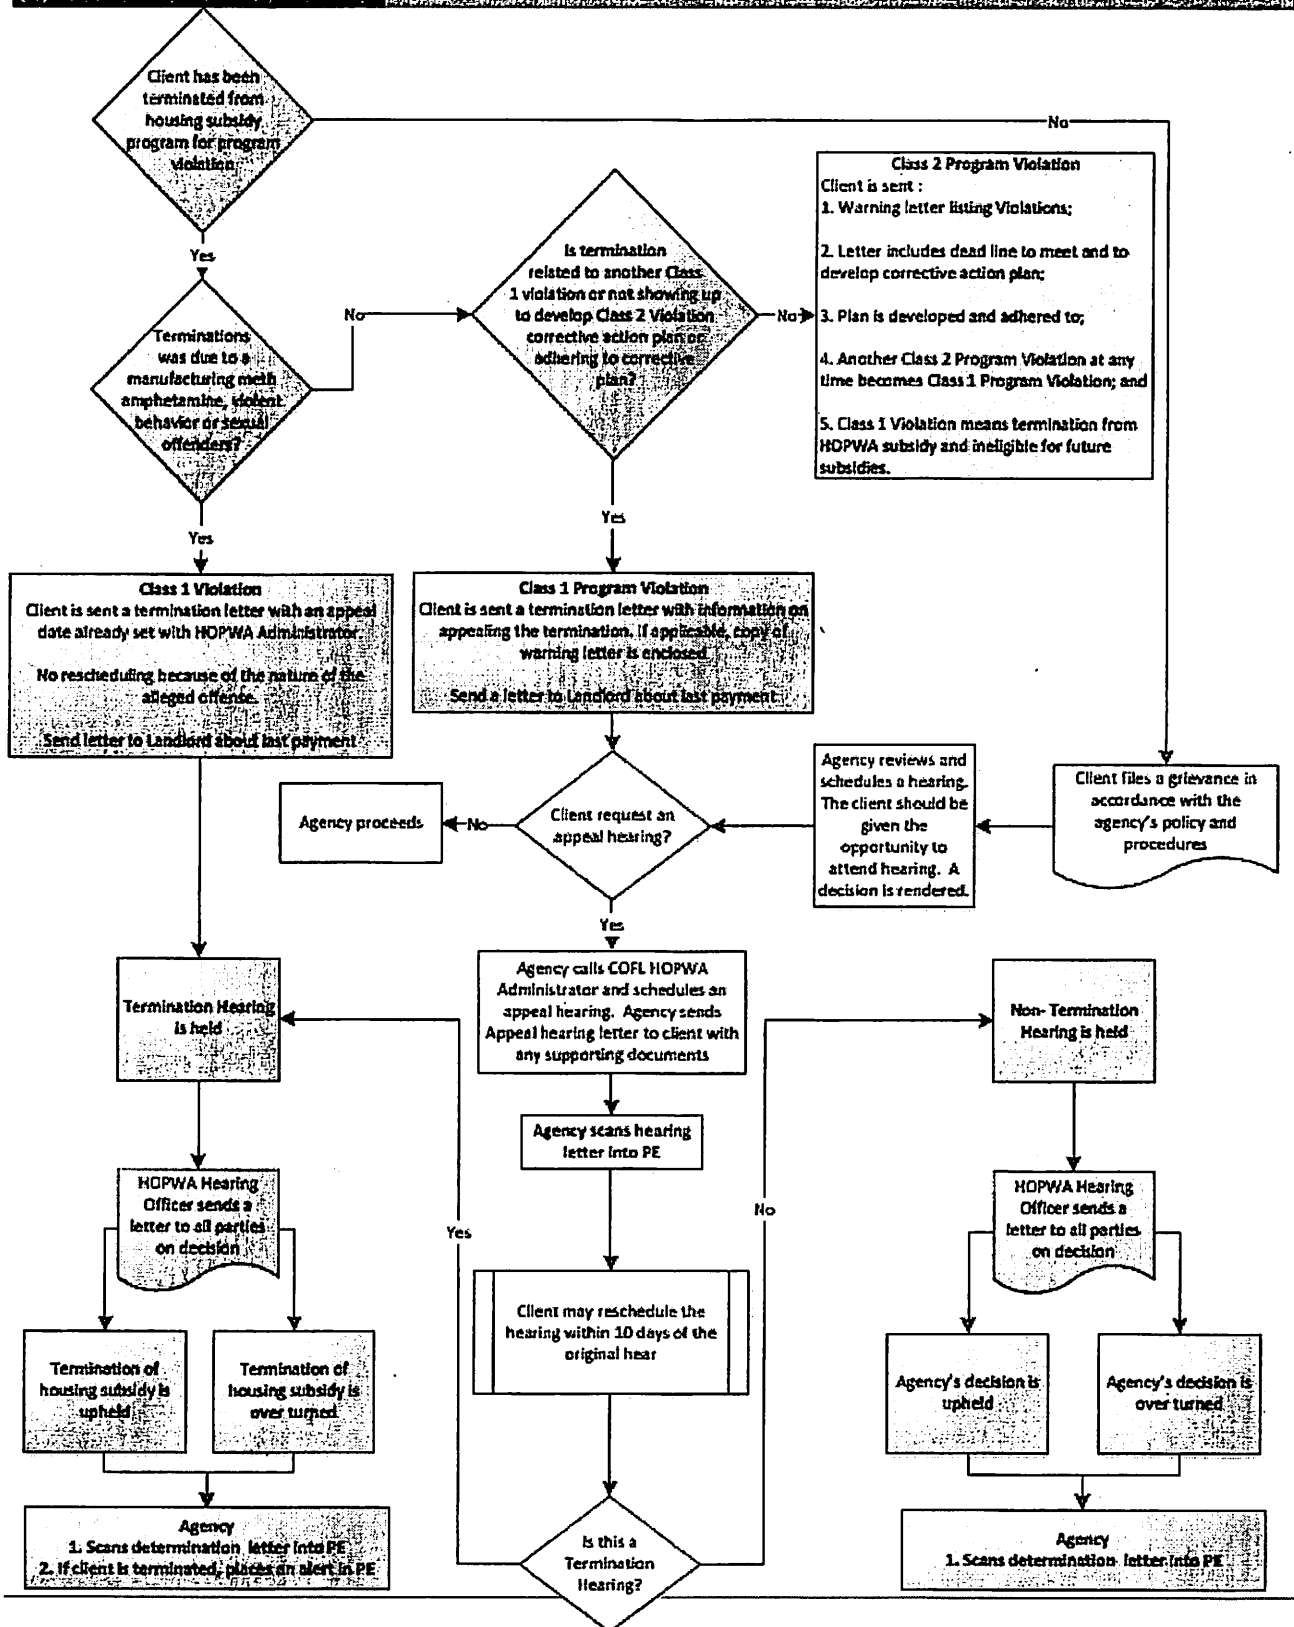 Client has been
terminated from
housing subsidy
program for program
violation
No
Yes
Class 2 Program Violation
Client is sent :
1. Warning letter listing Violations;
2. Letter includes dead line to meet and to
develop corrective action plan;
3. Plan is developed and adhered to;
4. Another Class 2 Program Violation at any
time becomes Class 1 Program Violation; and
5. Class 1 Violation means termination from
HOPWA subsidy and ineligible for future
subsidies.
Is termination
related to another Class
1 violation or not showing up
to develop Class 2 Violation
corrective action plan or
adhering to corrective
plan?
No
No
Terminations
was due to a
manufacturing meth
amphetamine, violent
behavior or sexual
offenders?
Yes
Yes
Class 1 Violation
Client is sent a termination letter with an appeal
date already set with HOPWA Administrator
No rescheduling because of the nature of the
alleged offense.
Send letter to Landlord about last payment
Class 1 Program Violation
Client is sent a termination letter with information on
appealing the termination. If applicable, copy of
warning letter is enclosed
Send a letter to Landlord about last payment
Agency proceeds
No
Client request an
appeal hearing?
Agency reviews and
schedules a hearing.
The client should be
given the
opportunity to
attend hearing. A
decision is rendered.
Client files a grievance in
accordance with the
agency's policy and
procedures
Yes
Termination Hearing
is held
Agency calls COFL HOPWA
Administrator and schedules an
appeal hearing. Agency sends
Appeal hearing letter to client with
any supporting documents
Non- Termination
Hearing is held
Agency scans hearing
letter into PE
HOPWA Hearing
Officer sends a
letter to all parties
on decision
Yes
No
HOPWA Hearing
Officer sends a
letter to all parties
on decision
Client may reschedule the
hearing within 10 days of the
original hear
Termination of
housing subsidy is
upheld
Termination of
housing subsidy is
over turned
Agency's decision is
upheld
Agency's decision is
over turned
Agency
1. Scans determination letter into PE
2. If client is terminated, places an alert in PE
Is this a
Termination
Hearing?
Agency
1. Scans determination letter into PE